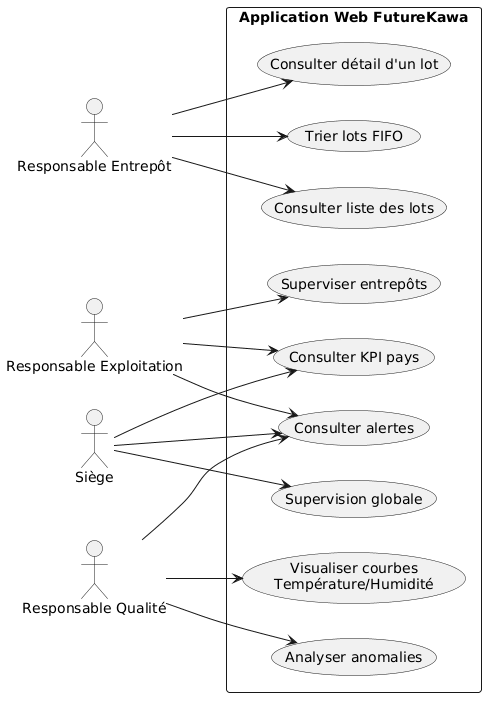 Application Web FutureKawa
Consulter détail d'un lot
Trier lots FIFO
Responsable Entrepôt
Consulter liste des lots
Superviser entrepôts
Consulter KPI pays
Responsable Exploitation
Consulter alertes
Siège
Supervision globale
Visualiser courbes
Température/Humidité
Responsable Qualité
Analyser anomalies